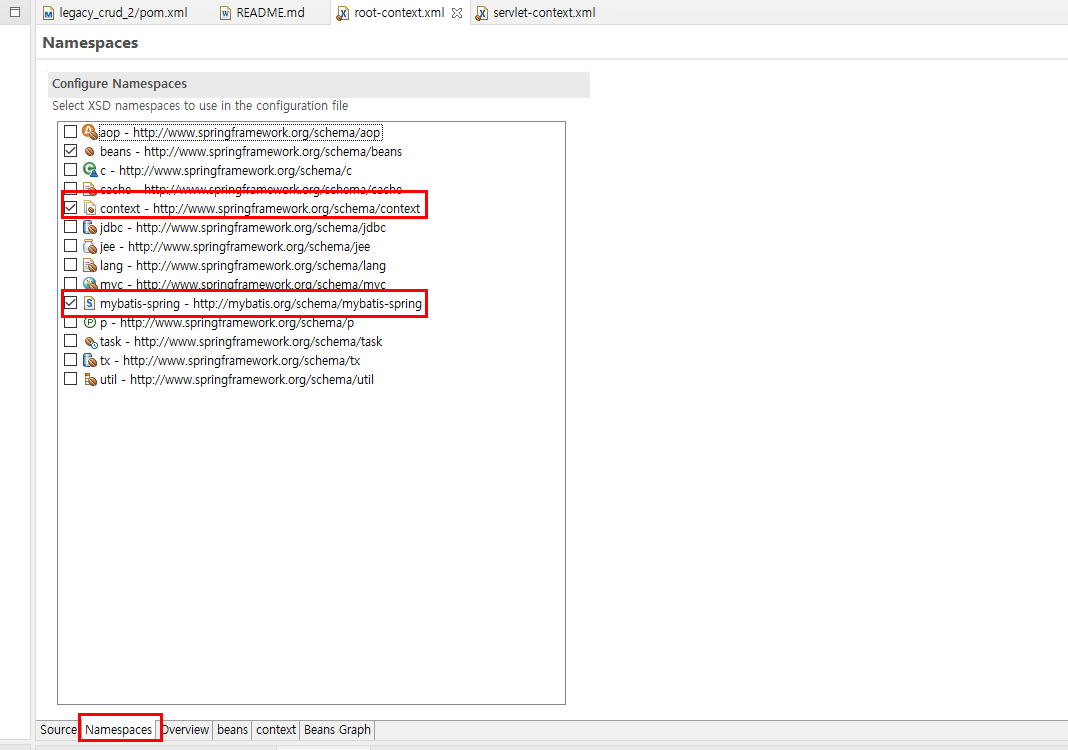 legacy_crud_2/pom.xml README.md root-context.xml servlet-context.xml
Namespaces
Configure Namespaces
Select XSD namespaces to use in the configuration file
aop - http://www.springframework.org/schema/aop
beans - http://www.springframework.org/schema/beans
c - http://www.springframework.org/schema/c
cache - http://www.springframework.org/schema/cache
context - http://www.springframework.org/schema/context
jdbc - http://www.springframework.org/schema/jdbc
jee - http://www.springframework.org/schema/jee
lang - http://www.springframework.org/schema/lang
mvc - http://www.springframework.org/schema/mvc
mybatis-spring - http://mybatis.org/schema/mybatis-spring
p - http://www.springframework.org/schema/p
task - http://www.springframework.org/schema/task
tx - http://www.springframework.org/schema/tx
util - http://www.springframework.org/schema/util
Source Namespaces Overview beans context Beans Graph